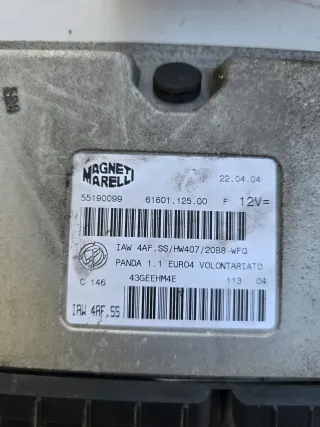 MAGNETI
MARELLI
22.04.04
55190099 61601.125.00 F 12V=
IAW 4AF.SS/HW407/20B8-WFQ
PANDA 1.1 EURO4 VOLONTARIATO
C 146 43GEEHM4E 113 04
IAW 4AF.SS